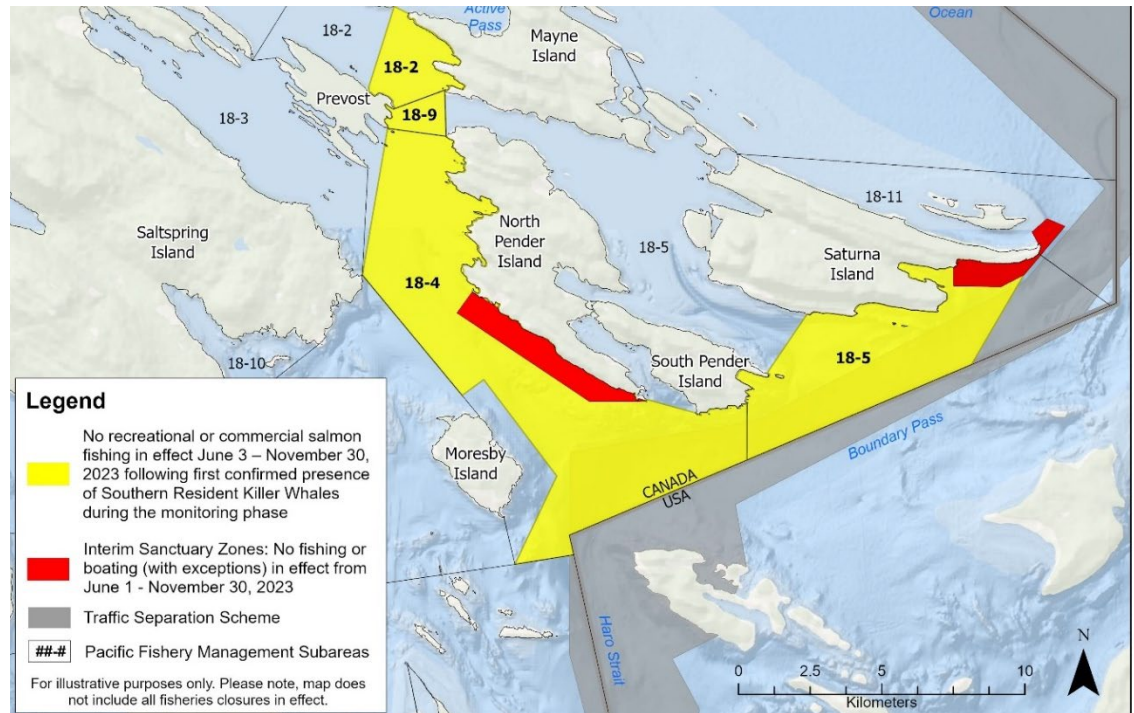 Active
Pass
Ocean
18-2
Mayne
Island
18-2
Prevost
18-9
18-3
18-11
North
Pender
Island
Saltspring
Island
18-5
Saturna
Island
18-4
18-5
South Pender
Island
18-10
Moresby
Island
Boundary Pass
CANADA
USA
Haro Strait
Legend
No recreational or commercial salmon
fishing in effect June 3 – November 30,
2023 following first confirmed presence
of Southern Resident Killer Whales
during the monitoring phase
Interim Sanctuary Zones: No fishing or
boating (with exceptions) in effect from
June 1 - November 30, 2023
Traffic Separation Scheme
##-# Pacific Fishery Management Subareas
For illustrative purposes only. Please note, map does
not include all fisheries closures in effect.
N
0 2.5 5 10
Kilometers